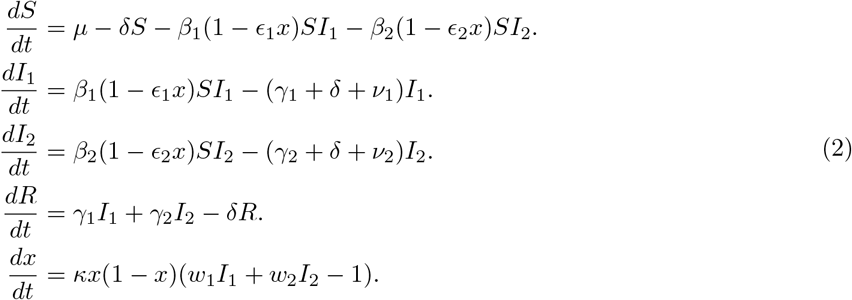 dS/dt = μ − δS − β₁(1 − ϵ₁x)SI₁ − β₂(1 − ϵ₂x)SI₂.
dI₁/dt = β₁(1 − ϵ₁x)SI₁ − (γ₁ + δ + ν₁)I₁.
dI₂/dt = β₂(1 − ϵ₂x)SI₂ − (γ₂ + δ + ν₂)I₂. (2)
dR/dt = γ₁I₁ + γ₂I₂ − δR.
dx/dt = κx(1 − x)(w₁I₁ + w₂I₂ − 1).